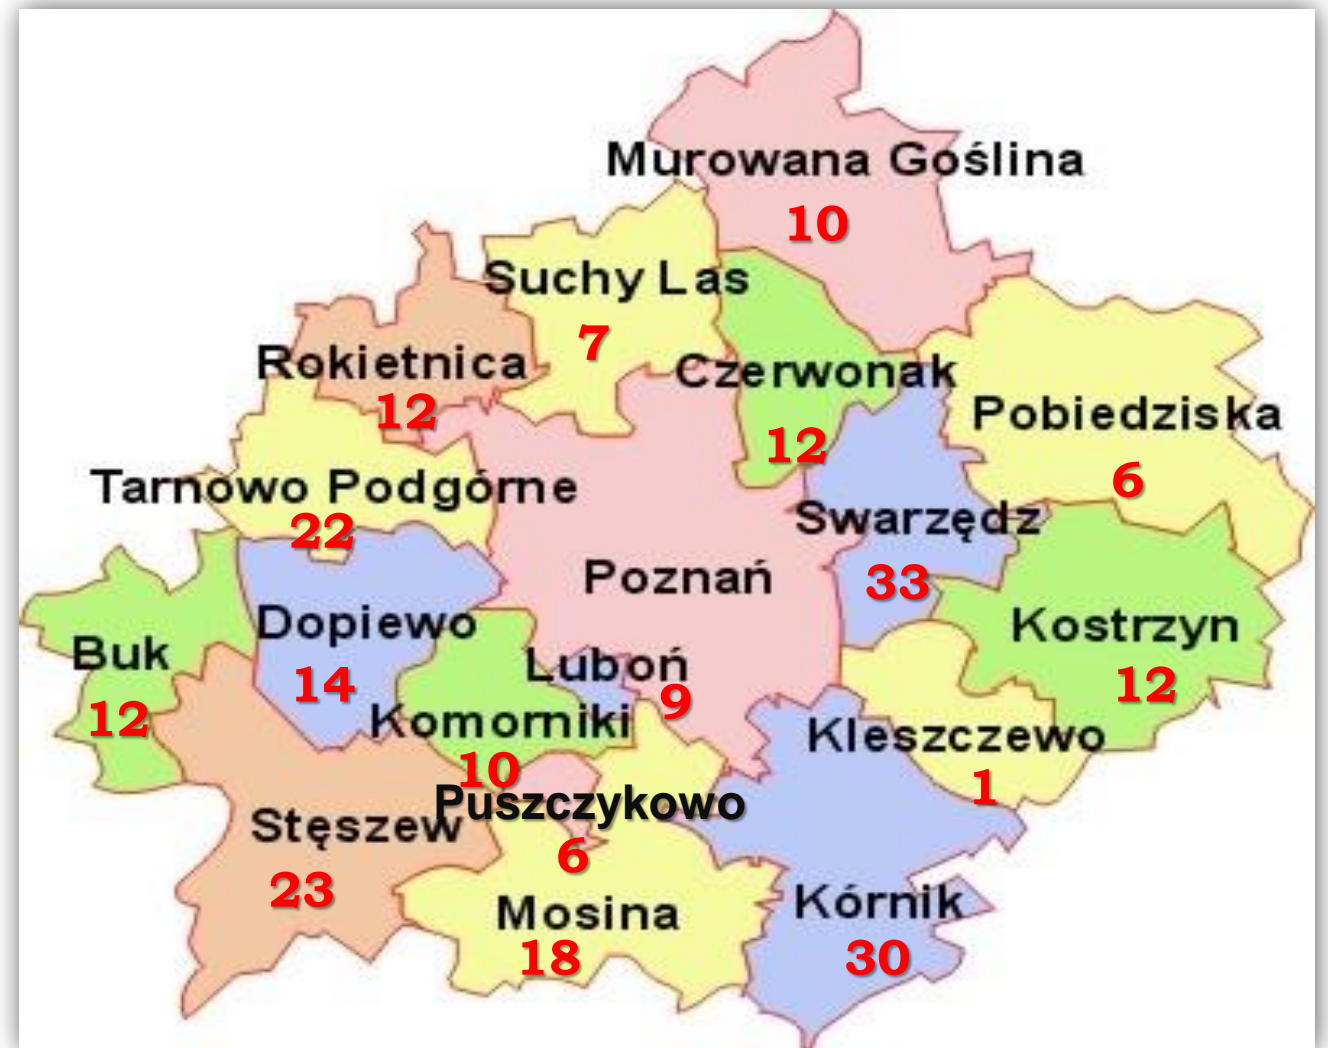 Murowana Goślina
10
Suchy Las
7
Rokietnica
12
Czerwonak
12
Pobiedziska
6
Tarnowo Podgórne
22
Swarzędz
33
Poznań
Dopiewo
14
Buk
12
Luboń
9
Kostrzyn
12
Komorniki
10
Kleszczewo
1
Puszczykowo
6
Stęszew
23
Mosina
18
Kórnik
30